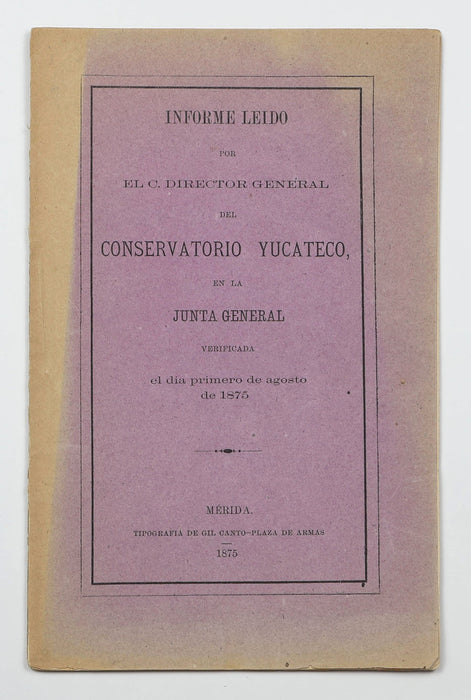 INFORME LEIDO
POR
EL C. DIRECTOR GENERAL
DEL
CONSERVATORIO YUCATECO,
EN LA
JUNTA GENERAL
VERIFICADA
el dia primero de agosto
de 1875
MÉRIDA.
TIPOGRAFIA DE GIL CANTO—PLAZA DE ARMAS
1875